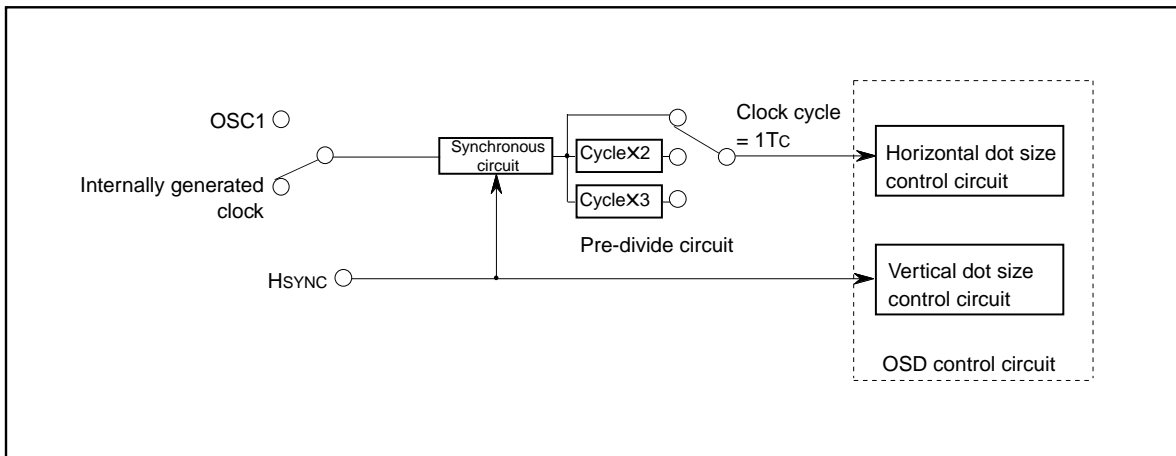 OSC1
Internally generated
clock
Synchronous
circuit
Cycle×2
Cycle×3
Pre-divide circuit
Clock cycle
= 1TC
HSYNC
Horizontal dot size
control circuit
Vertical dot size
control circuit
OSD control circuit